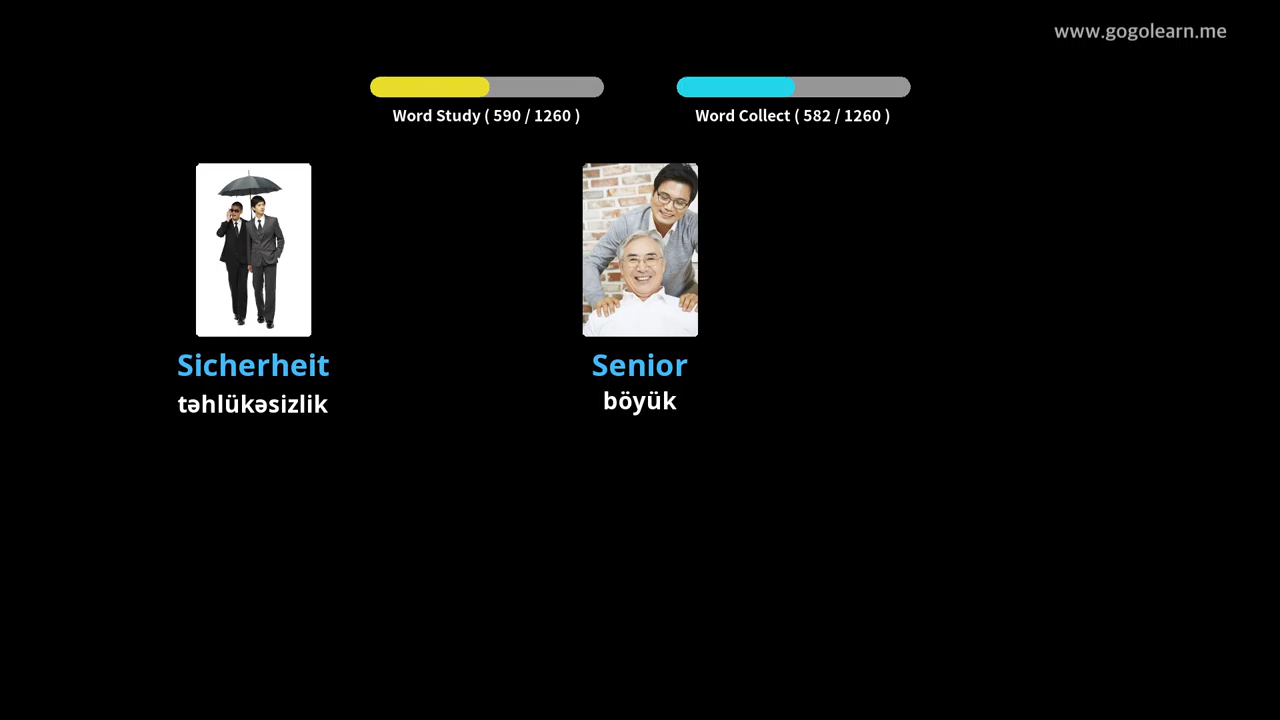 www.gogolearn.me
Word Study ( 590 / 1260 )
Word Collect ( 582 / 1260 )
Sicherheit
təhlükəsizlik
Senior
böyük